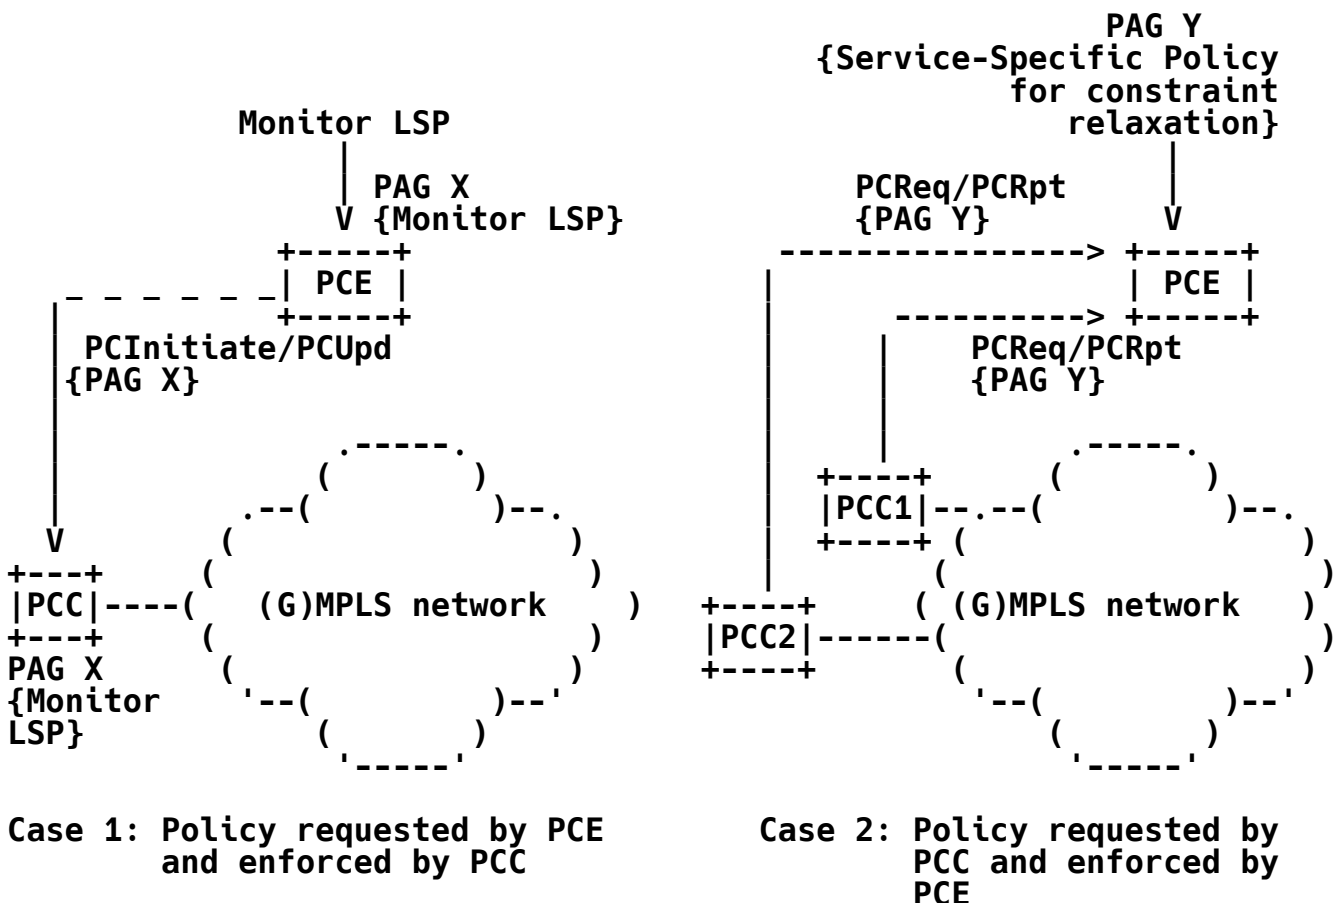 PAG Y
{Service-Specific Policy
for constraint
relaxation}
Monitor LSP
PAG X
{Monitor LSP}
PCReq/PCRpt
{PAG Y}
PCE
PCE
PCInitiate/PCUpd
{PAG X}
PCReq/PCRpt
{PAG Y}
PCC1
PCC
(G)MPLS network
(G)MPLS network
PCC2
PAG X
{Monitor
LSP}
Case 1: Policy requested by PCE
and enforced by PCC
Case 2: Policy requested by
PCC and enforced by
PCE